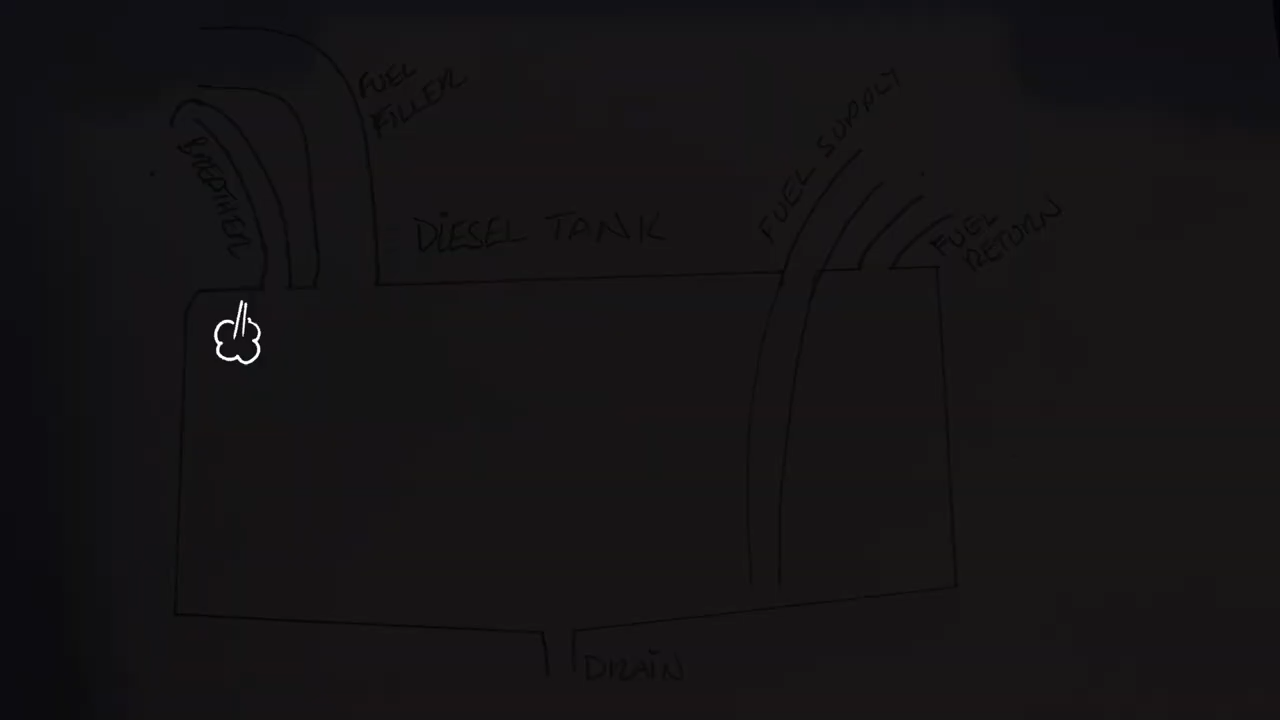 FUEL
FILLER
BREATHER
DIESEL TANK
FUEL SUPPLY
FUEL
RETURN
DRAIN